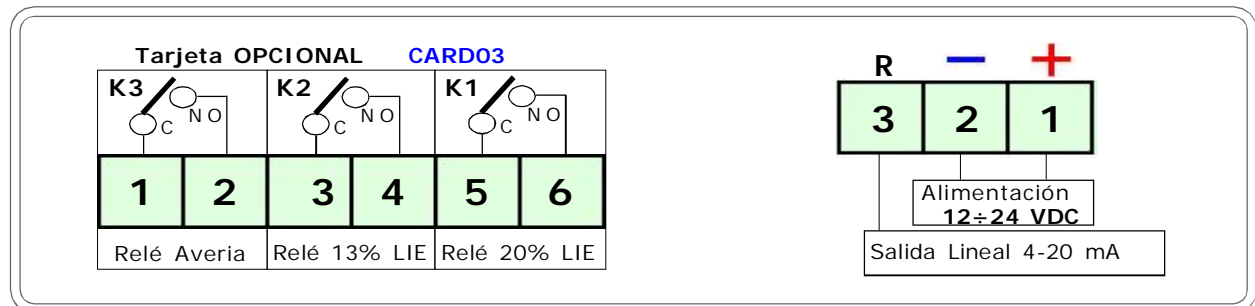 Tarjeta OPCIONAL CARD03
K3 C NO
K2 C NO
K1 C NO
1 2 3 4 5 6
Relé Averia Relé 13% LIE Relé 20% LIE
R — +
3 2 1
Alimentación
12÷24 VDC
Salida Lineal 4-20 mA